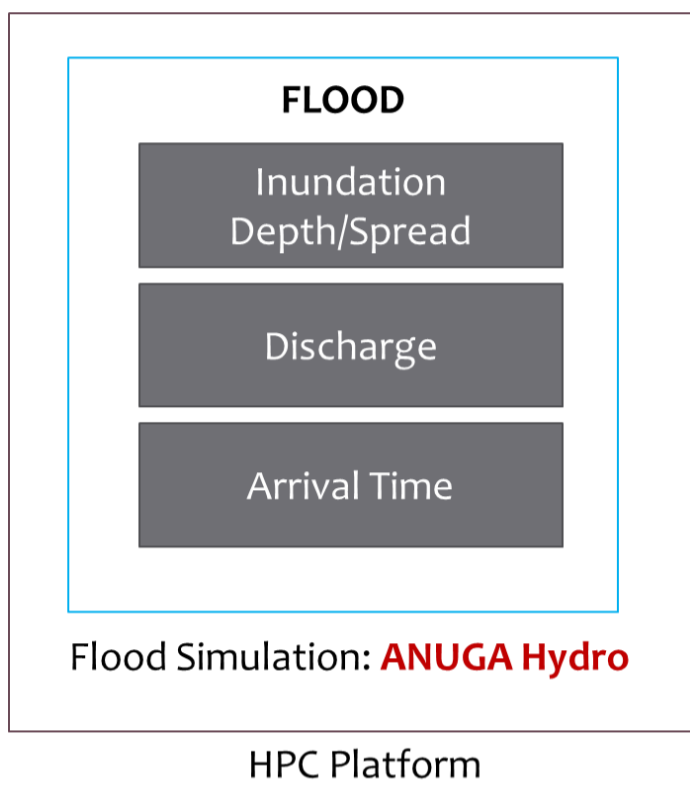 FLOOD
Inundation
Depth/Spread
Discharge
Arrival Time
Flood Simulation: ANUGA Hydro
HPC Platform